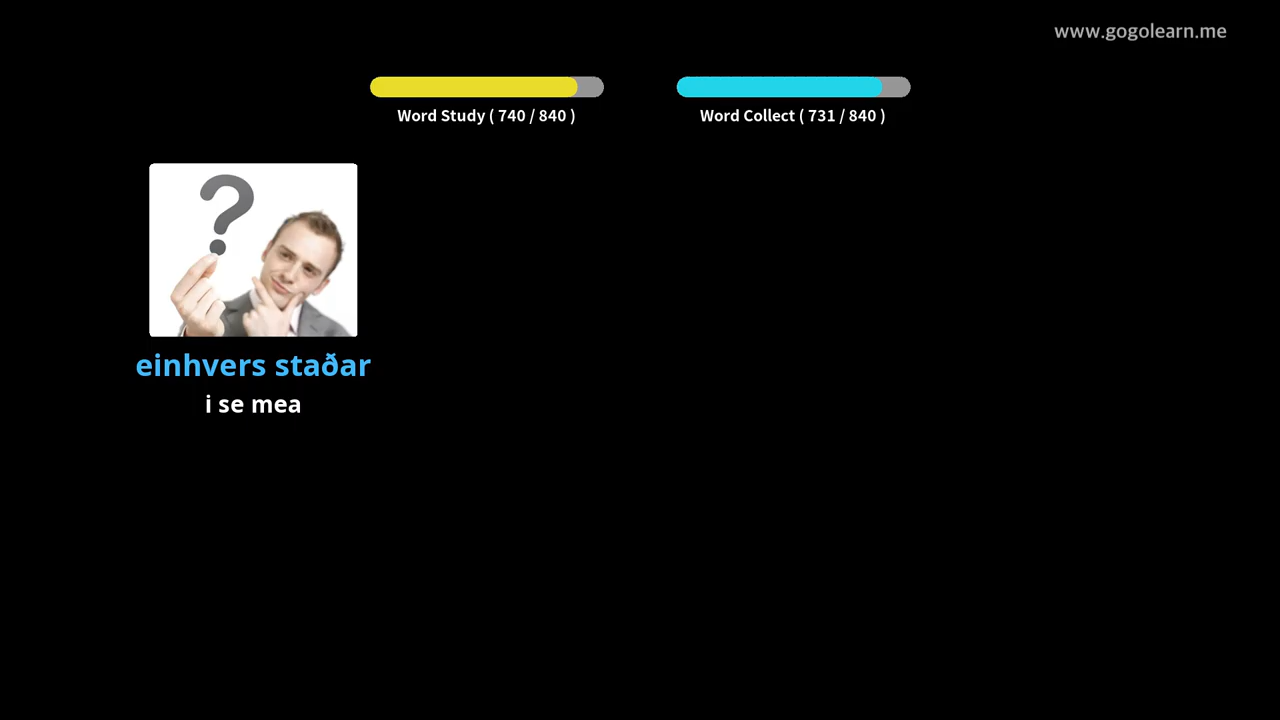 www.gogolearn.me
Word Study ( 740 / 840 )
Word Collect ( 731 / 840 )
?
einhvers staðar
i se mea